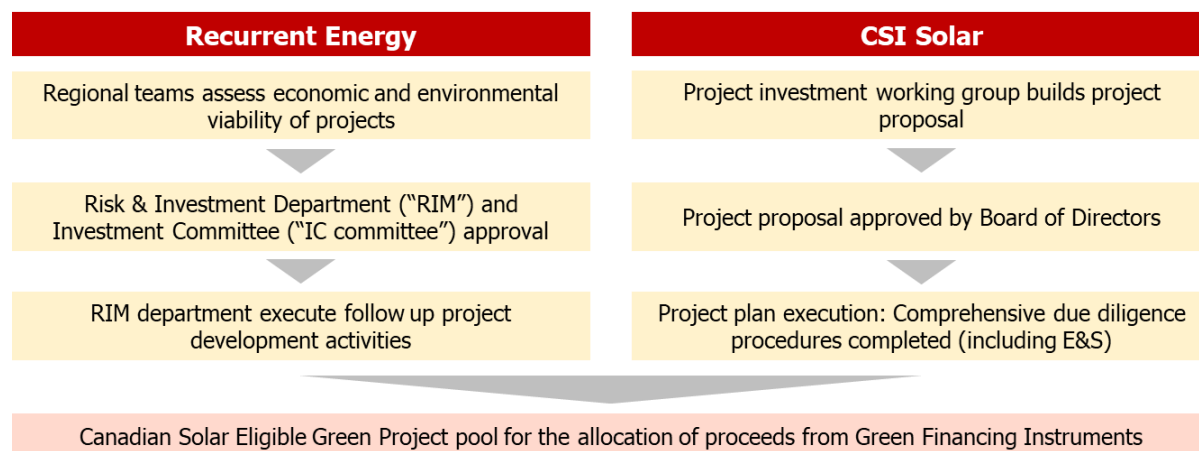 Recurrent Energy
Regional teams assess economic and environmental
viability of projects
Risk & Investment Department (“RIM”) and
Investment Committee (“IC committee”) approval
RIM department execute follow up project
development activities
CSI Solar
Project investment working group builds project
proposal
Project proposal approved by Board of Directors
Project plan execution: Comprehensive due diligence
procedures completed (including E&S)
Canadian Solar Eligible Green Project pool for the allocation of proceeds from Green Financing Instruments